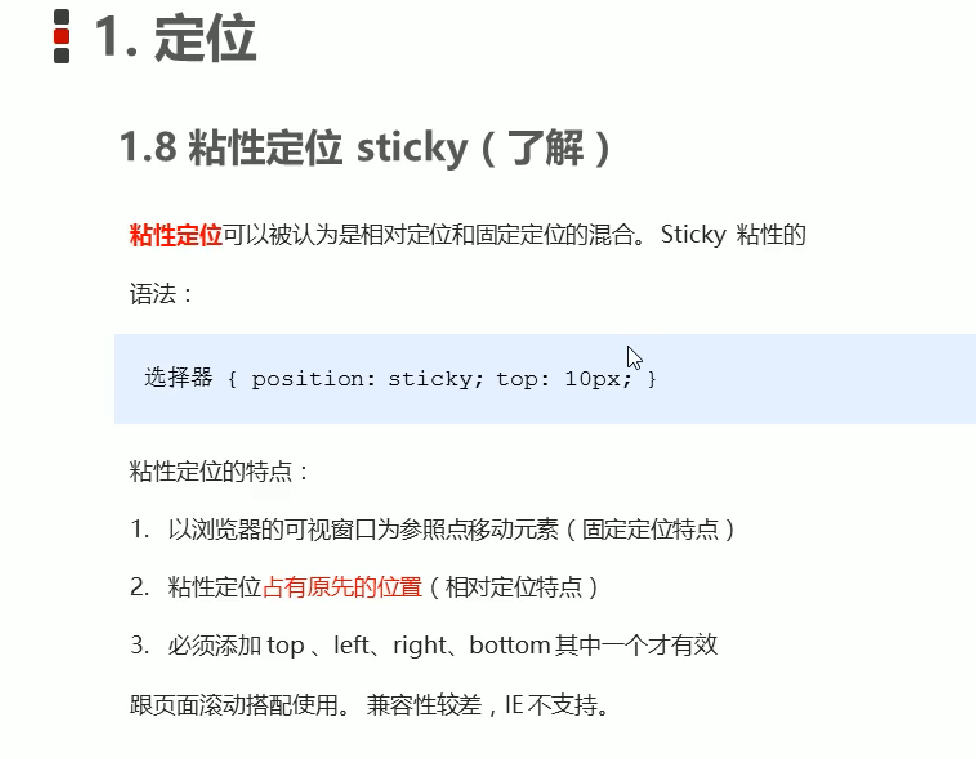 1. 定位
1.8 粘性定位 sticky（了解）
粘性定位可以被认为是相对定位和固定定位的混合。Sticky 粘性的
语法：
选择器 { position: sticky; top: 10px; }
粘性定位的特点：
1. 以浏览器的可视窗口为参照点移动元素（固定定位特点）
2. 粘性定位占有原先的位置（相对定位特点）
3. 必须添加 top 、left、right、bottom 其中一个才有效
跟页面滚动搭配使用。 兼容性较差，IE 不支持。